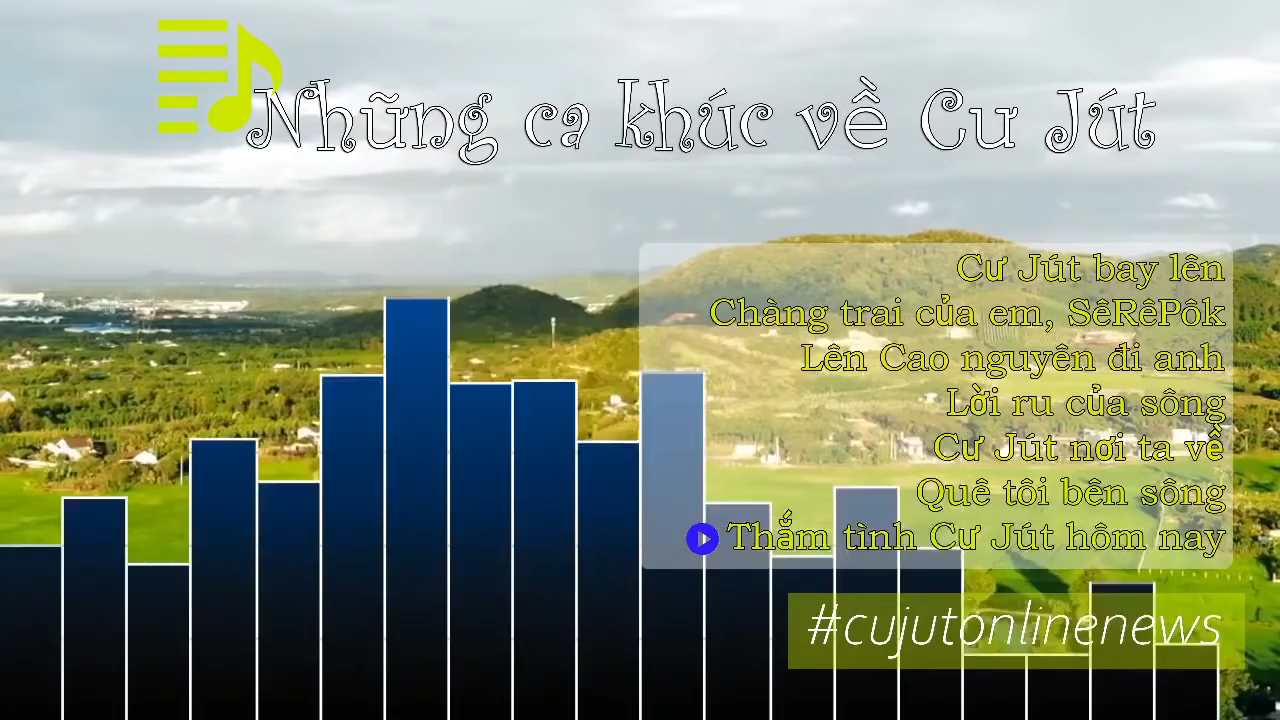 Những ca khúc về Cư Jút
Cư Jút bay lên
Chàng trai của em, SêRêPôk
Lên Cao nguyên đi anh
Lời ru của sông
Cư Jút nơi ta về
Quê tôi bên sông
Thắm tình Cư Jút hôm nay
#cujutonlinenews